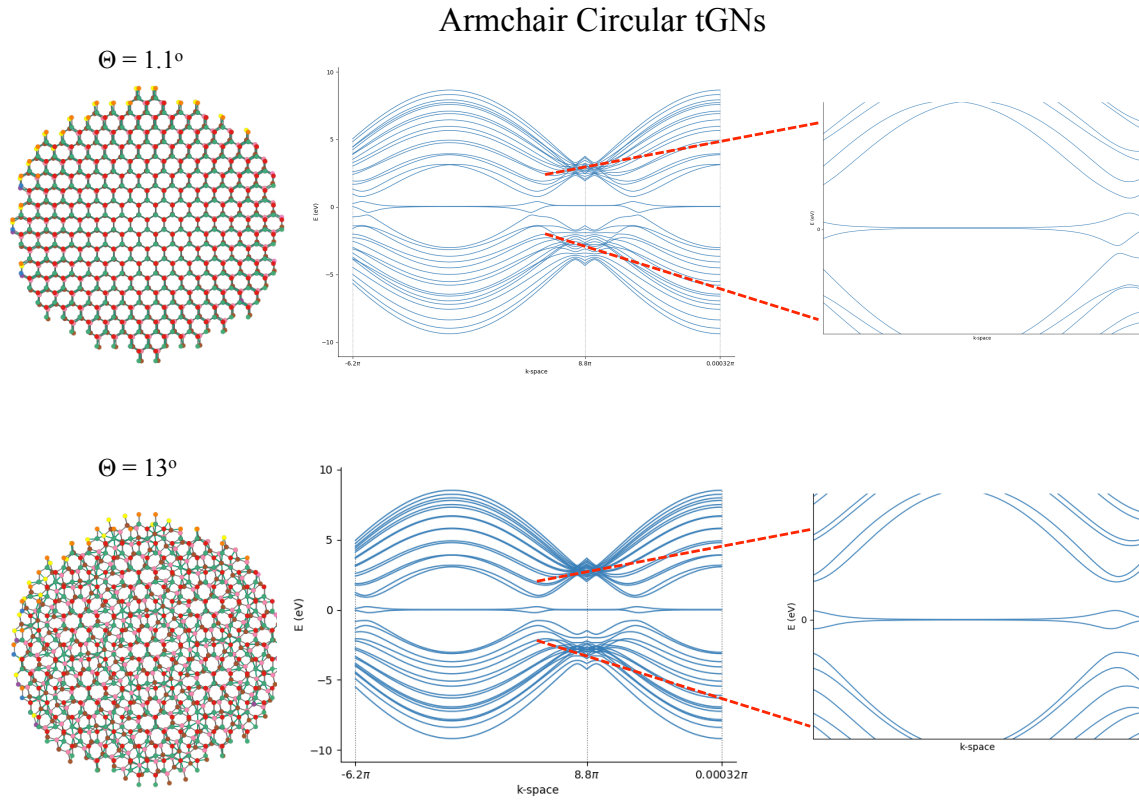 Armchair Circular tGNs
Θ = 1.1°
10
5
0
−5
−10
E (eV)
-6.2π
8.8π
0.00032π
k-space
E (eV)
0
k-space
Θ = 13°
10
5
0
−5
−10
E (eV)
-6.2π
8.8π
0.00032π
k-space
E (eV)
0
k-space